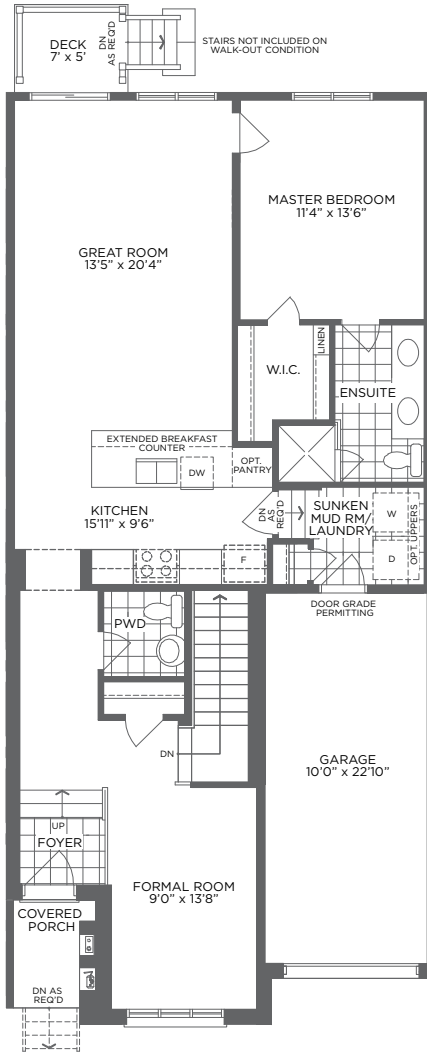 DECK
7' x 5'
DN
AS REQ'D
STAIRS NOT INCLUDED ON
WALK-OUT CONDITION
MASTER BEDROOM
11'4" x 13'6"
GREAT ROOM
13'5" x 20'4"
LINEN
W.I.C.
ENSUITE
EXTENDED BREAKFAST
COUNTER
DW
OPT.
PANTRY
KITCHEN
15'11" x 9'6"
DN
AS
REQ'D
SUNKEN
MUD RM/
LAUNDRY
W
D
OPT. UPPERS
F
DOOR GRADE
PERMITTING
PWD
DN
GARAGE
10'0" x 22'10"
UP
FOYER
FORMAL ROOM
9'0" x 13'8"
COVERED
PORCH
DN AS
REQ'D